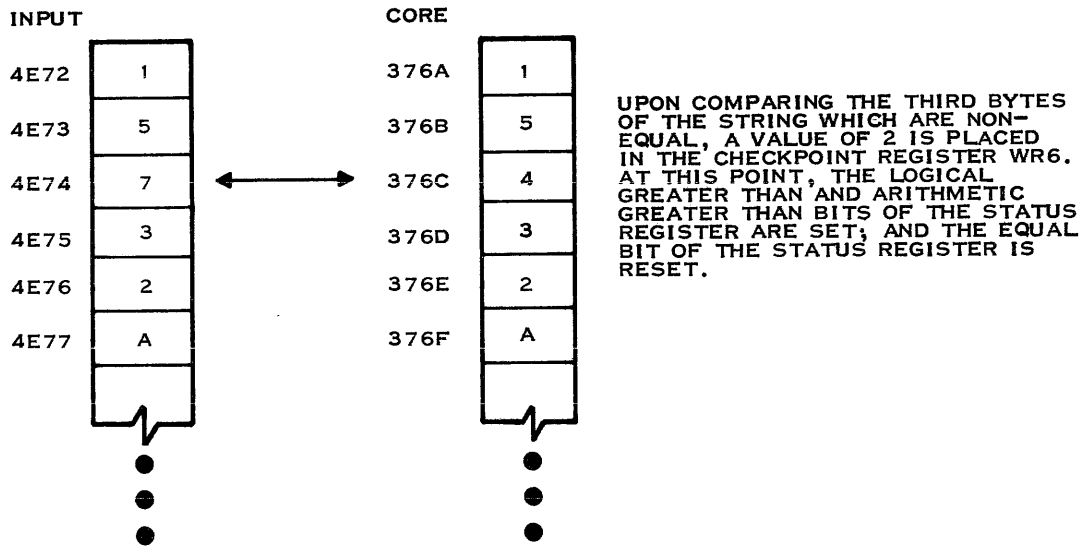 INPUT
CORE
4E72 1
4E73 5
4E74 7
4E75 3
4E76 2
4E77 A
376A 1
376B 5
376C 4
376D 3
376E 2
376F A
UPON COMPARING THE THIRD BYTES
OF THE STRING WHICH ARE NON-
EQUAL, A VALUE OF 2 IS PLACED
IN THE CHECKPOINT REGISTER WR6.
AT THIS POINT, THE LOGICAL
GREATER THAN AND ARITHMETIC
GREATER THAN BITS OF THE STATUS
REGISTER ARE SET; AND THE EQUAL
BIT OF THE STATUS REGISTER IS
RESET.